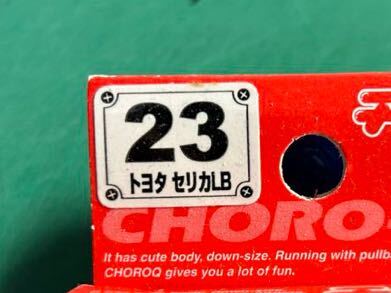 23
トヨタ セリカLB
CHORO
It has cute body, down-size. Running with pullb
CHOROQ gives you a lot of fun.